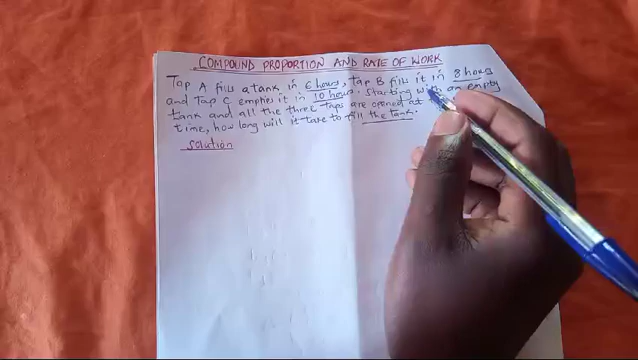 COMPOUND PROPORTION AND RATE OF WORK
Tap A fills a tank in 6 hours, Tap B fills it in 8 hours
and Tap C empties it in 10 hours. Starting with an empty
tank and all the three Taps are opened at
time, how long will it take to fill the tank.
solution